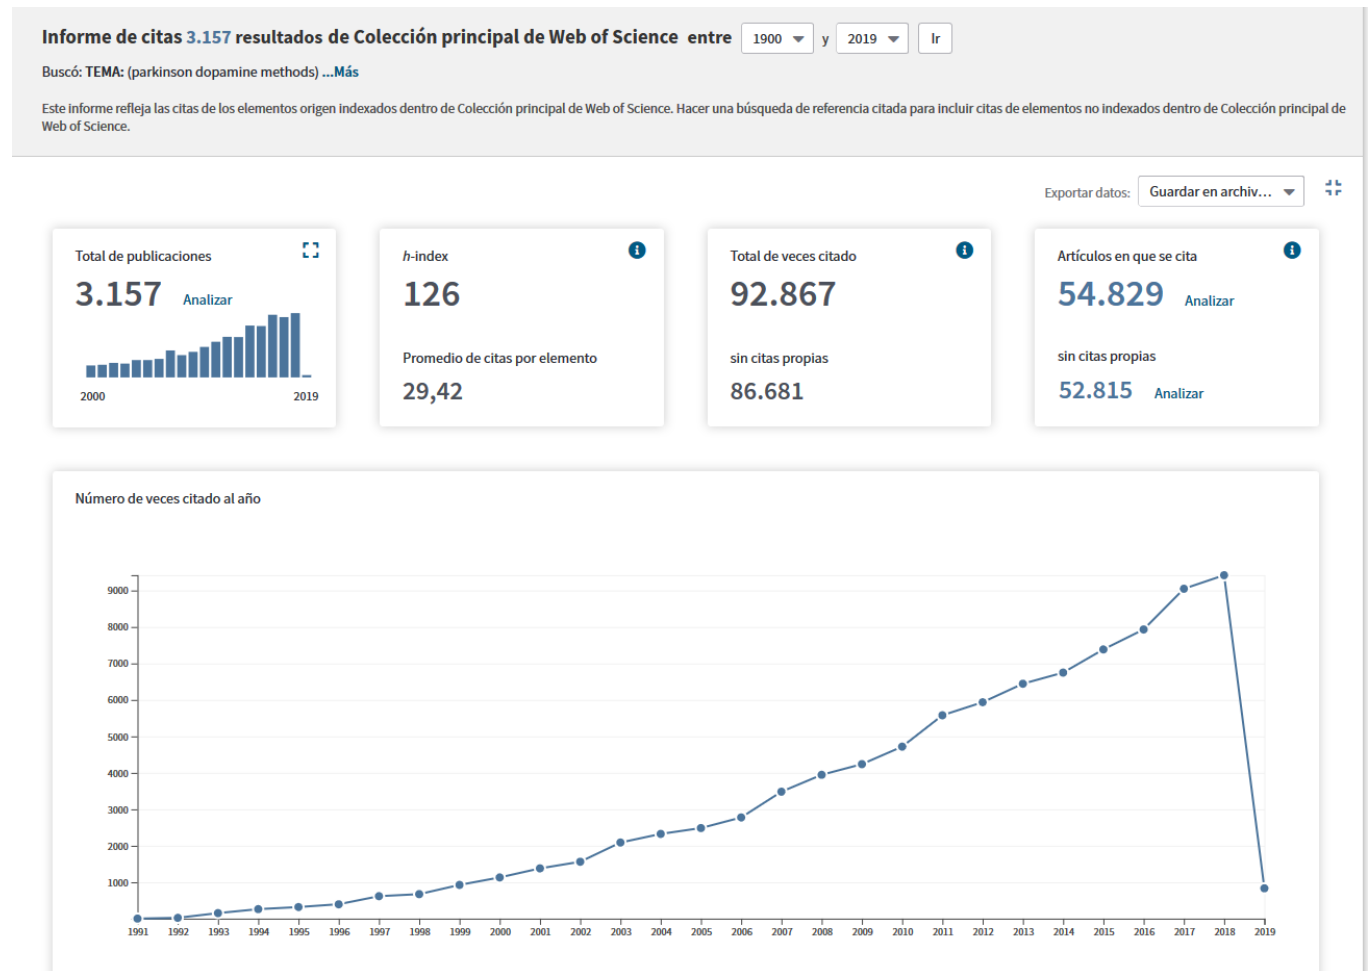 Informe de citas 3.157 resultados de Colección principal de Web of Science entre 1900 y 2019 Ir
Buscó: TEMA: (parkinson dopamine methods) ...Más
Este informe refleja las citas de los elementos origen indexados dentro de Colección principal de Web of Science. Hacer una búsqueda de referencia citada para incluir citas de elementos no indexados dentro de Colección principal de
Web of Science.
Exportar datos: Guardar en archiv...
Total de publicaciones
3.157 Analizar
2000 2019
h-index
126
Promedio de citas por elemento
29,42
Total de veces citado
92.867
sin citas propias
86.681
Artículos en que se cita
54.829 Analizar
sin citas propias
52.815 Analizar
Número de veces citado al año
9000
8000
7000
6000
5000
4000
3000
2000
1000
1991 1992 1993 1994 1995 1996 1997 1998 1999 2000 2001 2002 2003 2004 2005 2006 2007 2008 2009 2010 2011 2012 2013 2014 2015 2016 2017 2018 2019